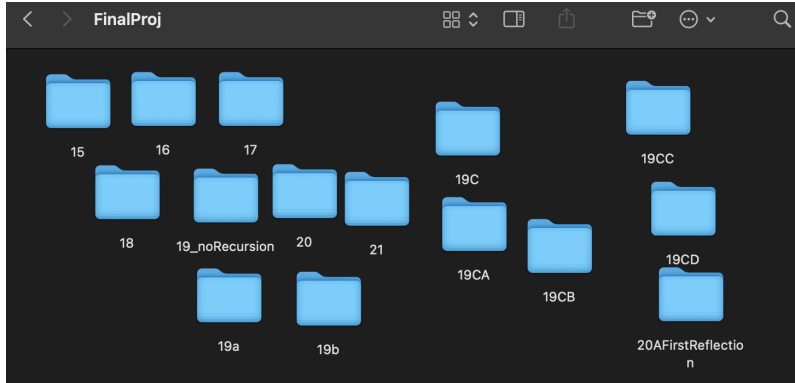 FinalProj
15
16
17
19C
19CC
18
19_noRecursion
20
21
19CA
19CB
19CD
19a
19b
20AFirstReflectio
n